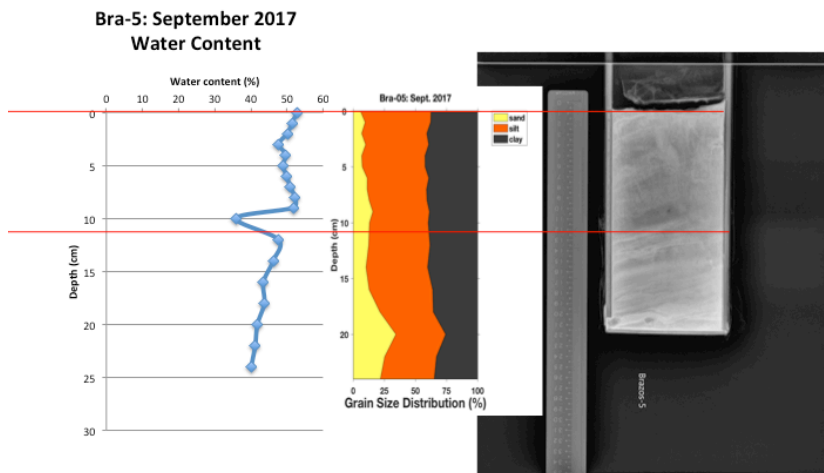 Bra-5: September 2017
Water Content
Water content (%)
0 10 20 30 40 50 60
0
5
10
15
20
25
30
Depth (cm)
Bra-05: Sept. 2017
0
5
10
15
20
Depth (cm)
0 25 50 75 100
Grain Size Distribution (%)
sand
silt
clay
Brazos-5